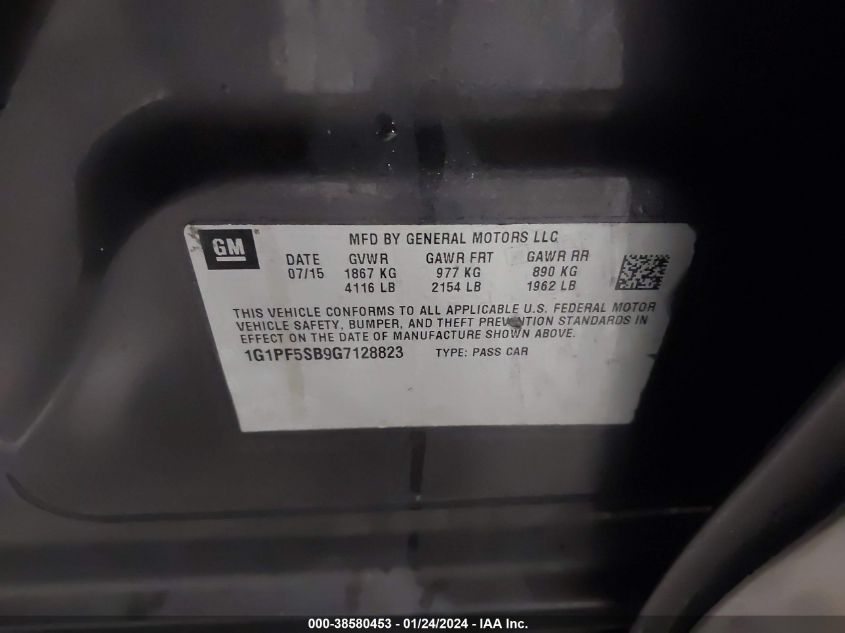 GM
MFD BY GENERAL MOTORS LLC
DATE GVWR GAWR FRT GAWR RR
07/15 1867 KG 977 KG 890 KG
4116 LB 2154 LB 1962 LB
THIS VEHICLE CONFORMS TO ALL APPLICABLE U.S. FEDERAL MOTOR
VEHICLE SAFETY, BUMPER, AND THEFT PREVENTION STANDARDS IN
EFFECT ON THE DATE OF MANUFACTURE SHOWN ABOVE.
1G1PF5SB9G7128823 TYPE: PASS CAR
000-38580453 - 01/24/2024 - IAA Inc.